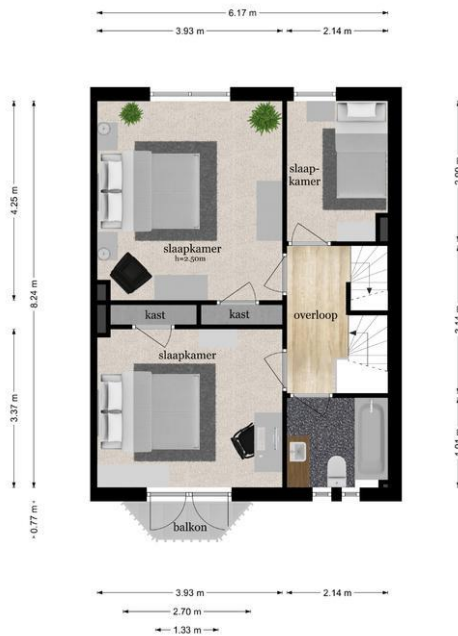 6.17 m
3.93 m
2.14 m
4.25 m
8.24 m
3.37 m
0.77 m
slaap-
kamer
slaapkamer
h=2.50m
overloop
kast
kast
slaapkamer
balkon
3.93 m
2.14 m
2.70 m
1.33 m